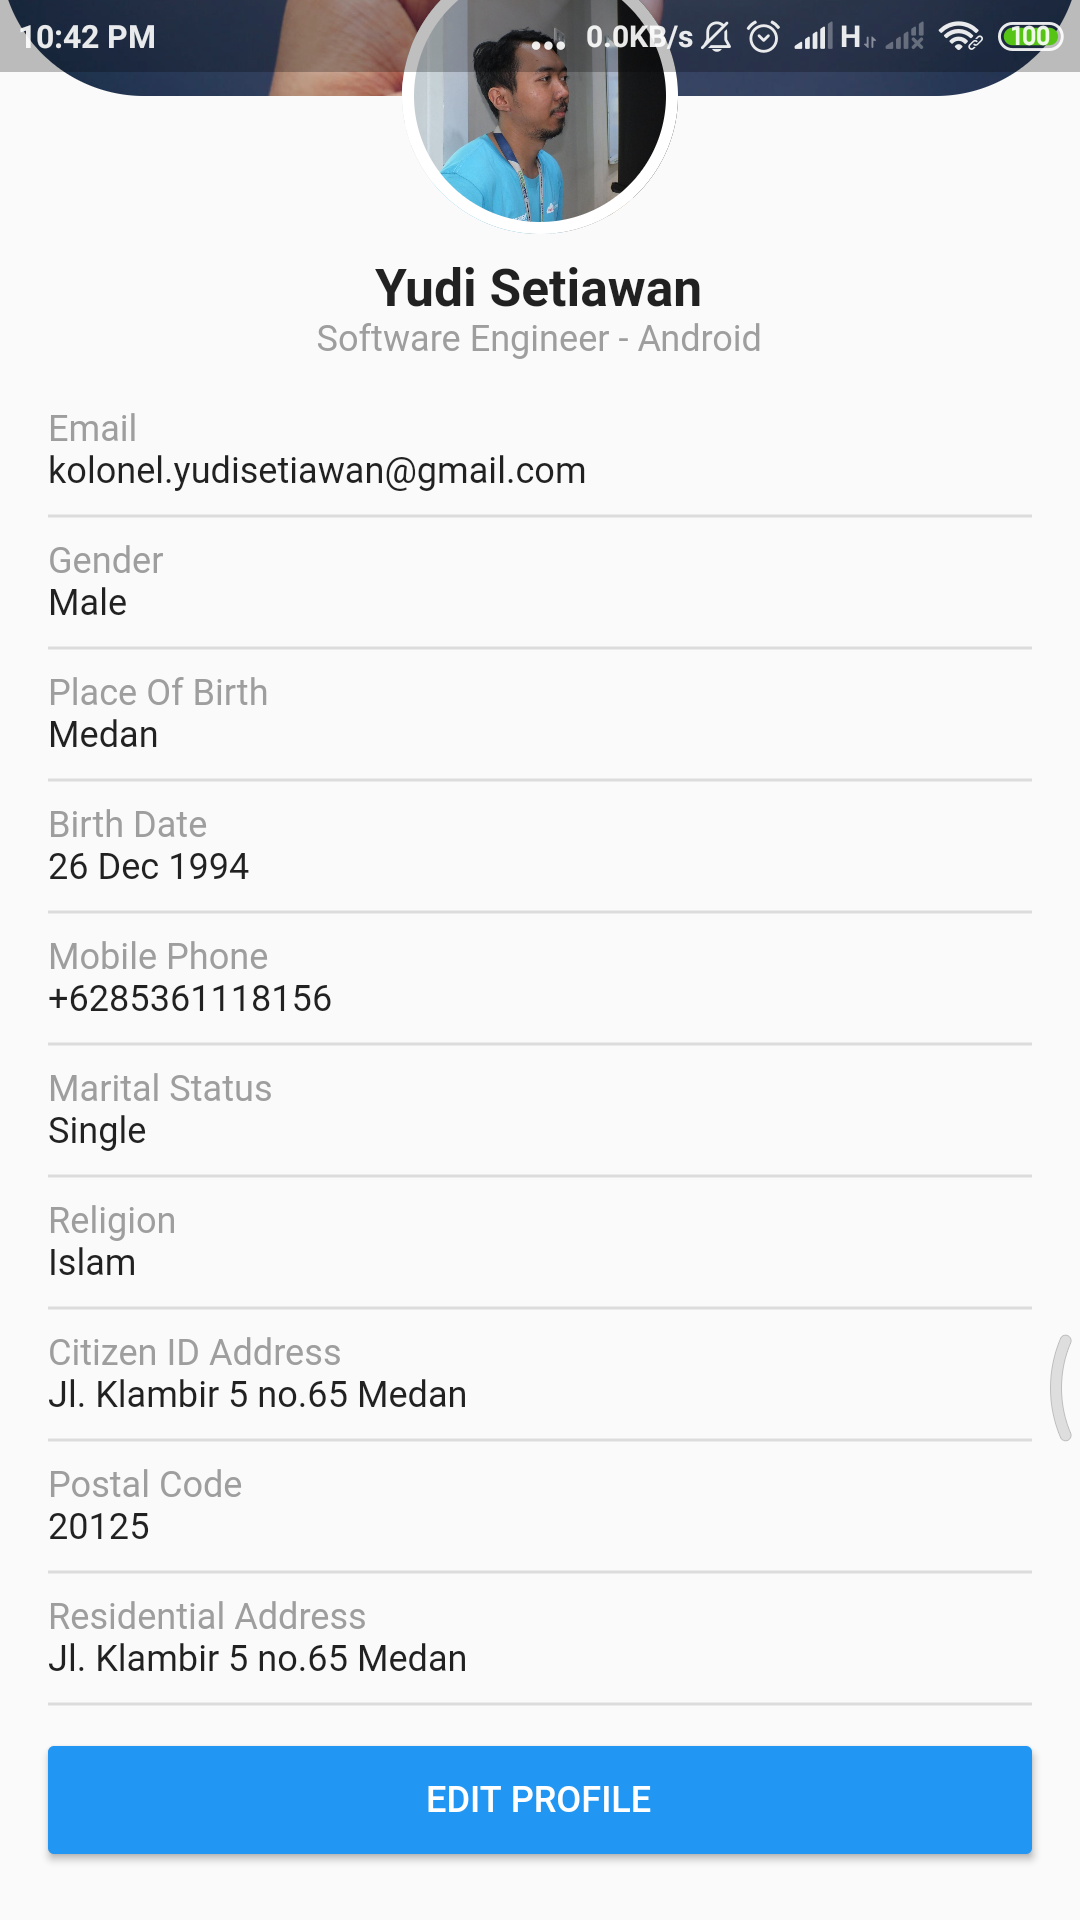 10:42 PM ... 0.0KB/s H 100
Yudi Setiawan
Software Engineer - Android
Email
kolonel.yudisetiawan@gmail.com
Gender
Male
Place Of Birth
Medan
Birth Date
26 Dec 1994
Mobile Phone
+6285361118156
Marital Status
Single
Religion
Islam
Citizen ID Address
Jl. Klambir 5 no.65 Medan
Postal Code
20125
Residential Address
Jl. Klambir 5 no.65 Medan
EDIT PROFILE